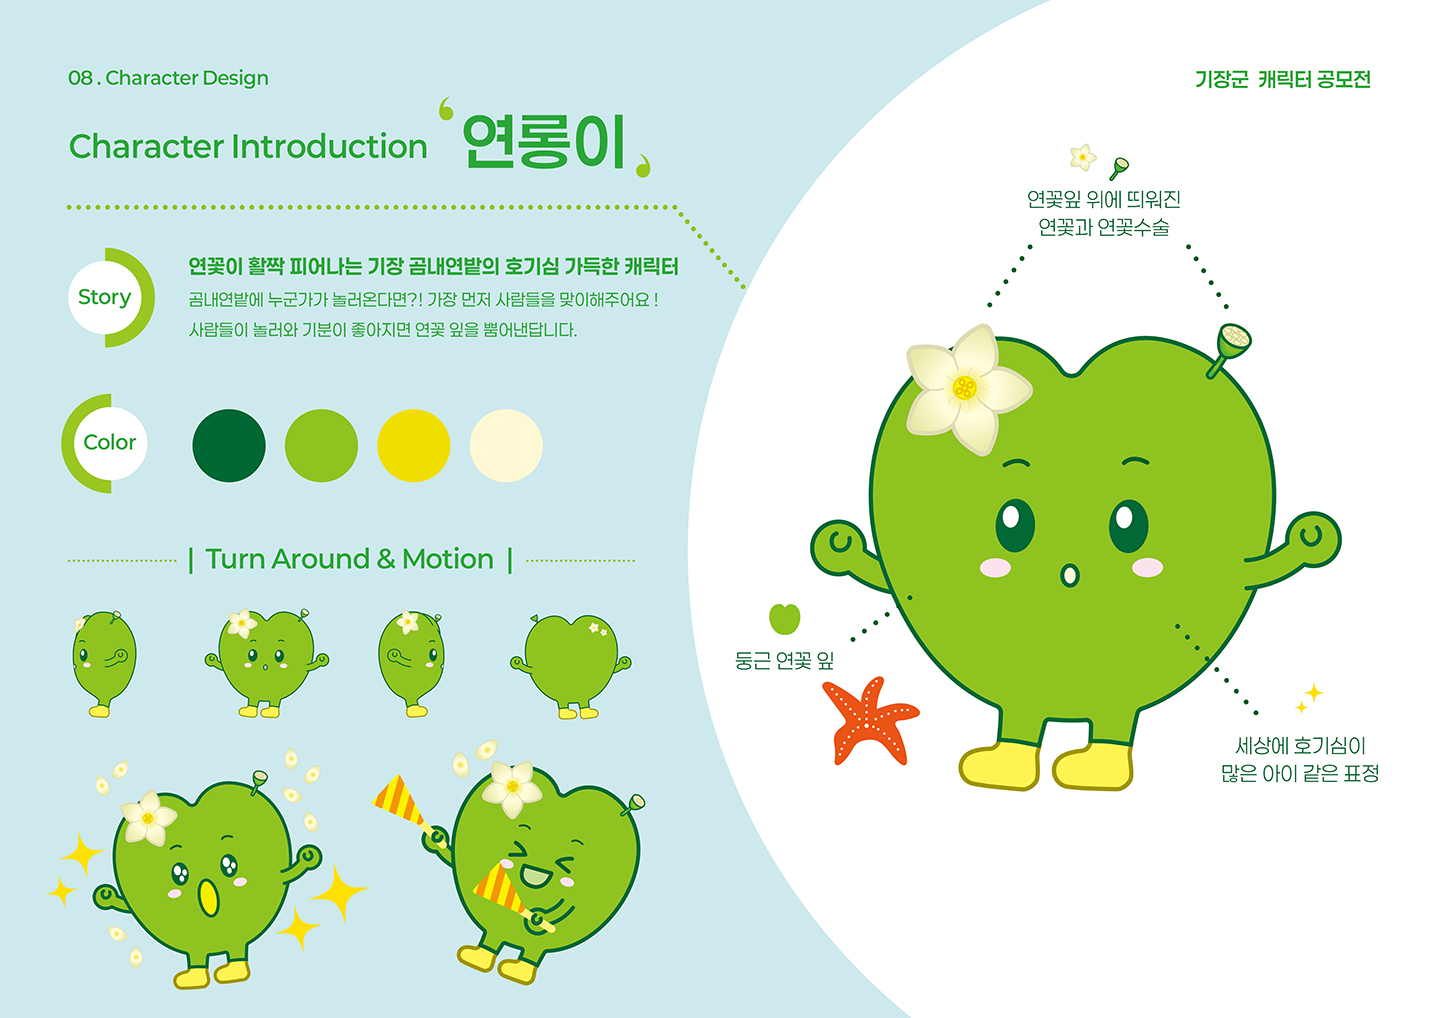 08 . Character Design
기장군 캐릭터 공모전
Character Introduction ‘연롱이’
Story
연꽃이 활짝 피어나는 기장 곰내연밭의 호기심 가득한 캐릭터
곰내연밭에 누군가가 놀러온다면?! 가장 먼저 사람들을 맞이해주어요 !
사람들이 놀러와 기분이 좋아지면 연꽃 잎을 뿜어낸답니다.
Color
| Turn Around & Motion |
연꽃잎 위에 띄워진
연꽃과 연꽃수술
둥근 연꽃 잎
세상에 호기심이
많은 아이 같은 표정